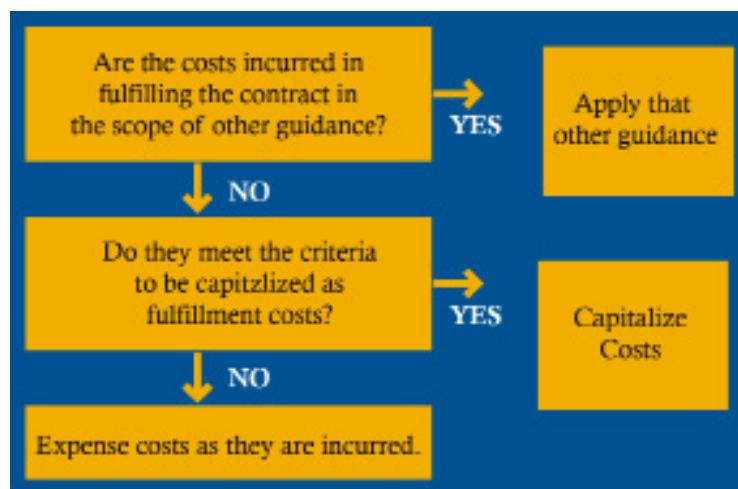 Are the costs incurred in
fulfilling the contract in
the scope of other guidance?
YES
Apply that
other guidance
NO
Do they meet the criteria
to be capitzlized as
fulfillment costs?
YES
Capitalize
Costs
NO
Expense costs as they are incurred.